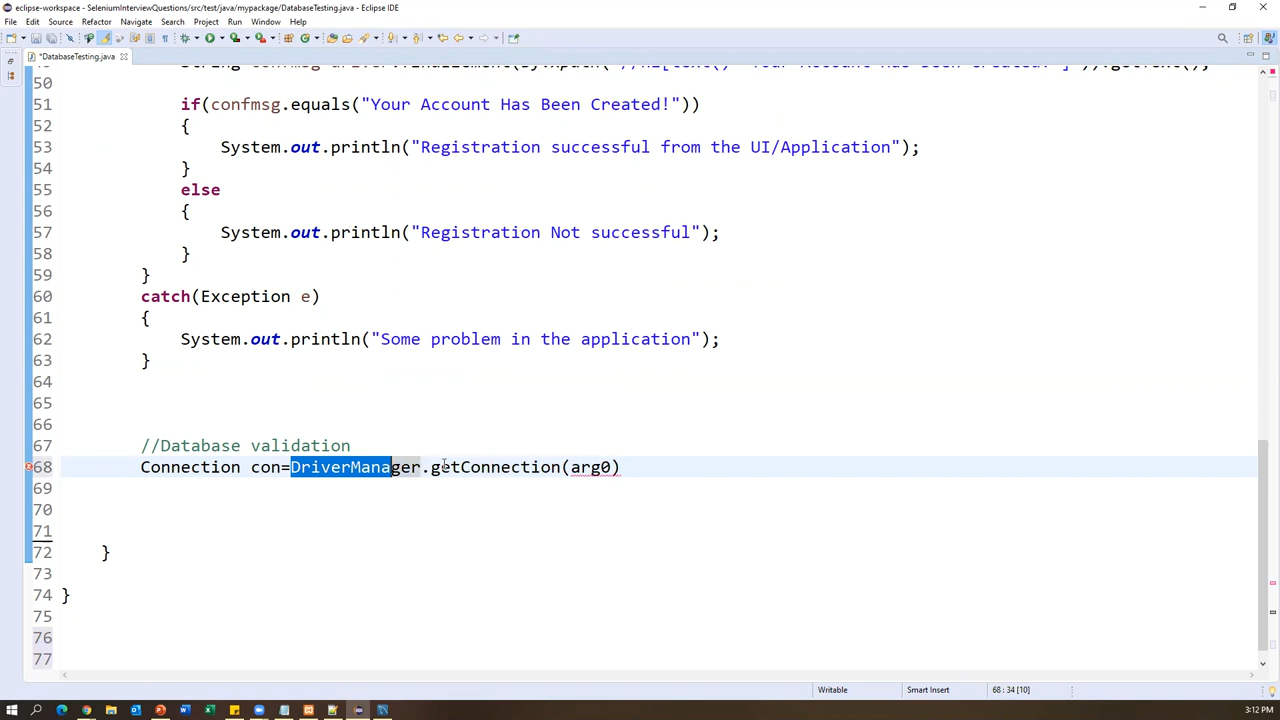 eclipse-workspace - SeleniumInterviewQuestions/src/test/java/mypackage/DatabaseTesting.java - Eclipse IDE
File Edit Source Refactor Navigate Search Project Run Window Help
*DatabaseTesting.java
50
51 if(confmsg.equals("Your Account Has Been Created!"))
52 {
53 System.out.println("Registration successful from the UI/Application");
54 }
55 else
56 {
57 System.out.println("Registration Not successful");
58 }
59 }
60 catch(Exception e)
61 {
62 System.out.println("Some problem in the application");
63 }
64
65
66
67 //Database validation
68 Connection con=DriverManager.getConnection(arg0)
69
70
71
72 }
73
74 }
75
76
77
Writable Smart Insert 68 : 34 [10]
3:12 PM